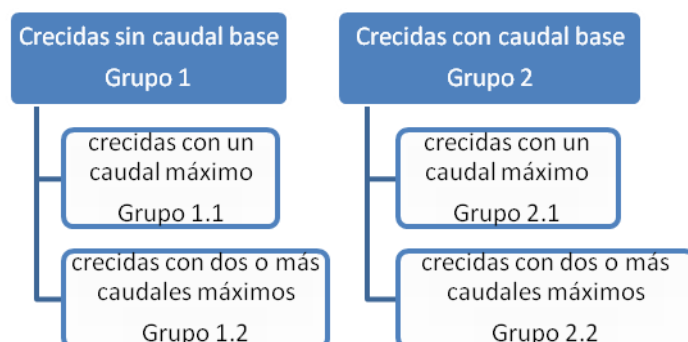 Crecidas sin caudal base
Grupo 1
crecidas con un
caudal máximo
Grupo 1.1
crecidas con dos o más
caudales máximos
Grupo 1.2
Crecidas con caudal base
Grupo 2
crecidas con un
caudal máximo
Grupo 2.1
crecidas con dos o más
caudales máximos
Grupo 2.2